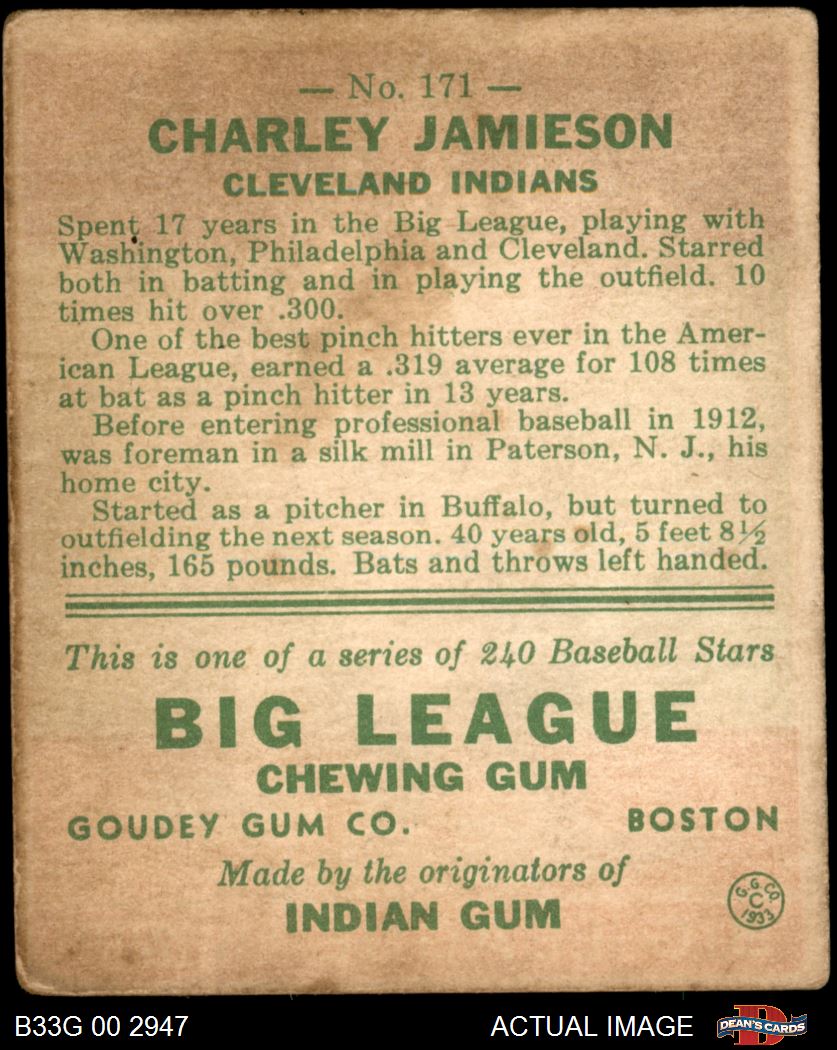 — No. 171 —
CHARLEY JAMIESON
CLEVELAND INDIANS
Spent 17 years in the Big League, playing with
Washington, Philadelphia and Cleveland. Starred
both in batting and in playing the outfield. 10
times hit over .300.
One of the best pinch hitters ever in the Amer-
ican League, earned a .319 average for 108 times
at bat as a pinch hitter in 13 years.
Before entering professional baseball in 1912,
was foreman in a silk mill in Paterson, N. J., his
home city.
Started as a pitcher in Buffalo, but turned to
outfielding the next season. 40 years old, 5 feet 8½
inches, 165 pounds. Bats and throws left handed.
This is one of a series of 240 Baseball Stars
BIG LEAGUE
CHEWING GUM
GOUDEY GUM CO. BOSTON
Made by the originators of
INDIAN GUM
G. G. CO.
C
1933
B33G 00 2947 ACTUAL IMAGE
D
DEAN'S CARDS